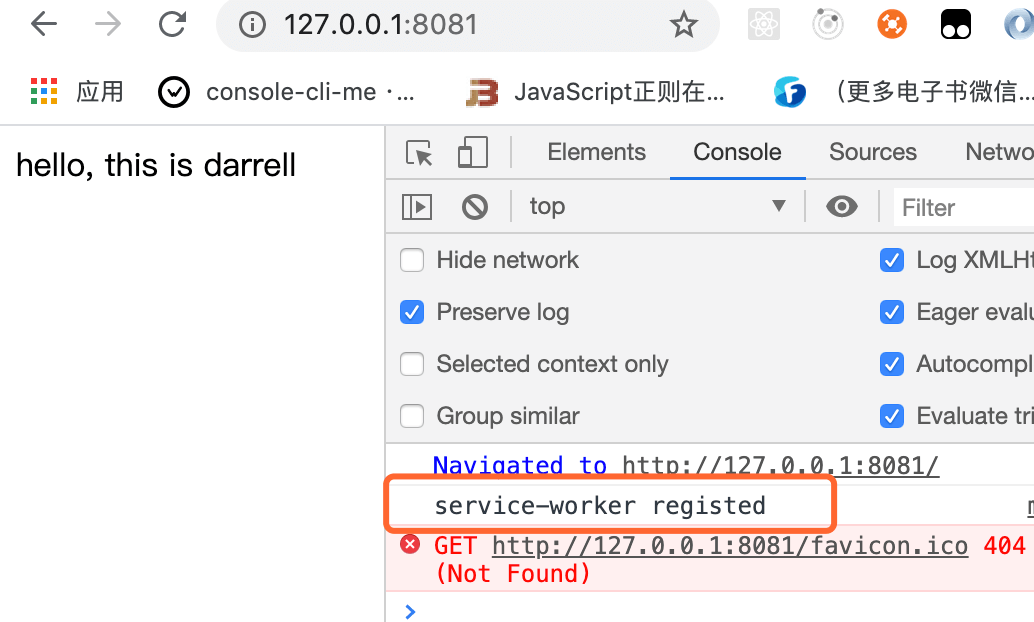 127.0.0.1:8081
应用 console-cli-me · ... JavaScript正则在... （更多电子书微信...
hello, this is darrell
Elements Console Sources Netwo
top Filter
Hide network Log XMLHt
Preserve log Eager evalu
Selected context only Autocompl
Group similar Evaluate tri
Navigated to http://127.0.0.1:8081/
service-worker registed
GET http://127.0.0.1:8081/favicon.ico 404
(Not Found)